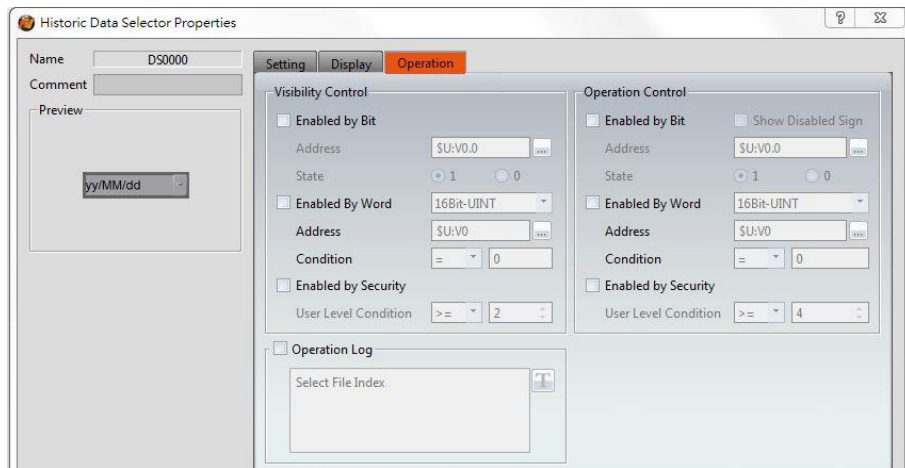 Historic Data Selector Properties
Name DS0000
Comment
Preview
yy/MM/dd
Setting Display Operation
Visibility Control
Enabled by Bit
Address $U:V0.0 ...
State 1 0
Enabled By Word 16Bit-UINT
Address $U:V0 ...
Condition = 0
Enabled by Security
User Level Condition >= 2
Operation Control
Enabled by Bit Show Disabled Sign
Address $U:V0.0 ...
State 1 0
Enabled By Word 16Bit-UINT
Address $U:V0 ...
Condition = 0
Enabled by Security
User Level Condition >= 4
Operation Log
Select File Index T